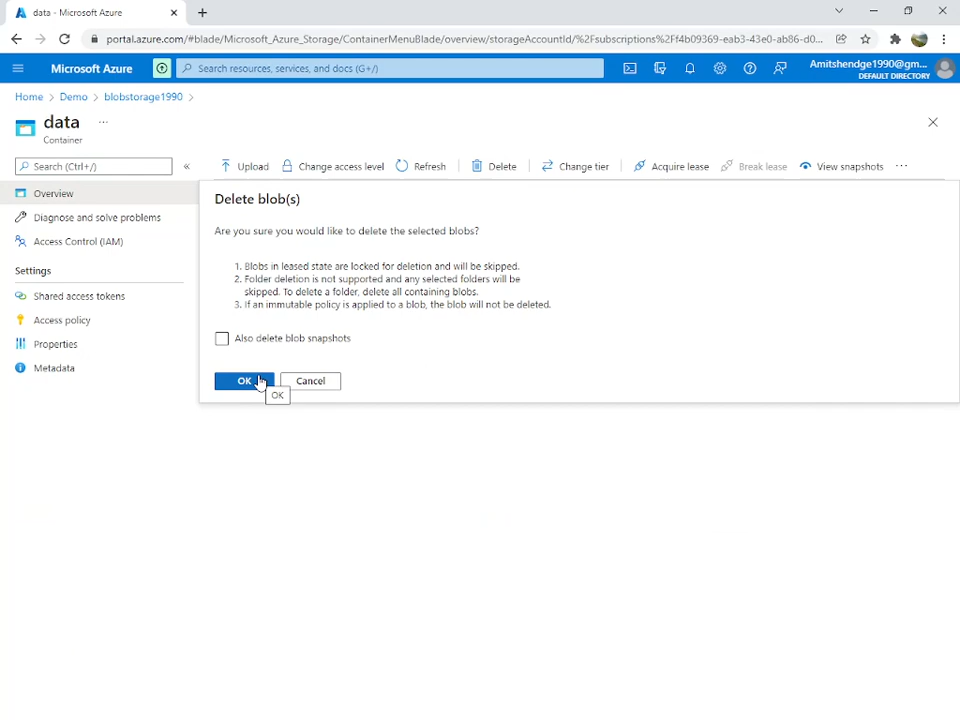 data - Microsoft Azure
portal.azure.com/#blade/Microsoft_Azure_Storage/ContainerMenuBlade/overview/storageAccountId/%2Fsubscriptions%2Ff4b09369-eab3-43e0-ab86-d0...
Microsoft Azure
Search resources, services, and docs (G+/)
Amitshendge1990@gm...
DEFAULT DIRECTORY
Home > Demo > blobstorage1990 >
data ...
Container
Search (Ctrl+/)
«
Upload
Change access level
Refresh
Delete
Change tier
Acquire lease
Break lease
View snapshots
...
Overview
Diagnose and solve problems
Access Control (IAM)
Settings
Shared access tokens
Access policy
Properties
Metadata
Delete blob(s)
Are you sure you would like to delete the selected blobs?
1. Blobs in leased state are locked for deletion and will be skipped.
2. Folder deletion is not supported and any selected folders will be
skipped. To delete a folder, delete all containing blobs.
3. If an immutable policy is applied to a blob, the blob will not be deleted.
Also delete blob snapshots
OK
Cancel
OK